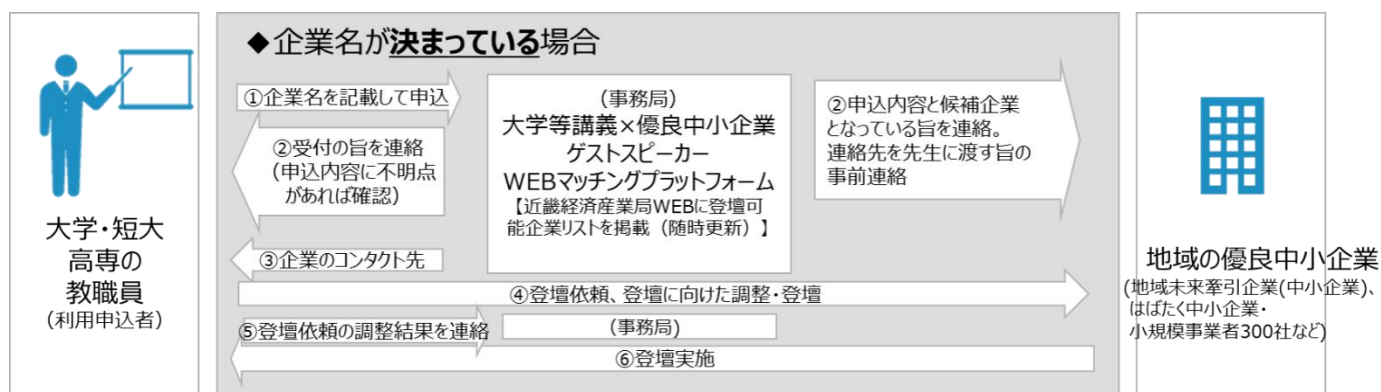 ◆企業名が決まっている場合
①企業名を記載して申込
②受付の旨を連絡
(申込内容に不明点
があれば確認)
(事務局)
大学等講義×優良中小企業
ゲストスピーカー
WEBマッチングプラットフォーム
【近畿経済産業局WEBに登壇可
能企業リストを掲載（随時更新）】
②申込内容と候補企業
となっている旨を連絡。
連絡先を先生に渡す旨の
事前連絡
③企業のコンタクト先
④登壇依頼、登壇に向けた調整・登壇
⑤登壇依頼の調整結果を連絡
(事務局)
⑥登壇実施
大学・短大
高専の
教職員
(利用申込者)
地域の優良中小企業
(地域未来牽引企業(中小企業)、
はばたく中小企業・
小規模事業者300社など)